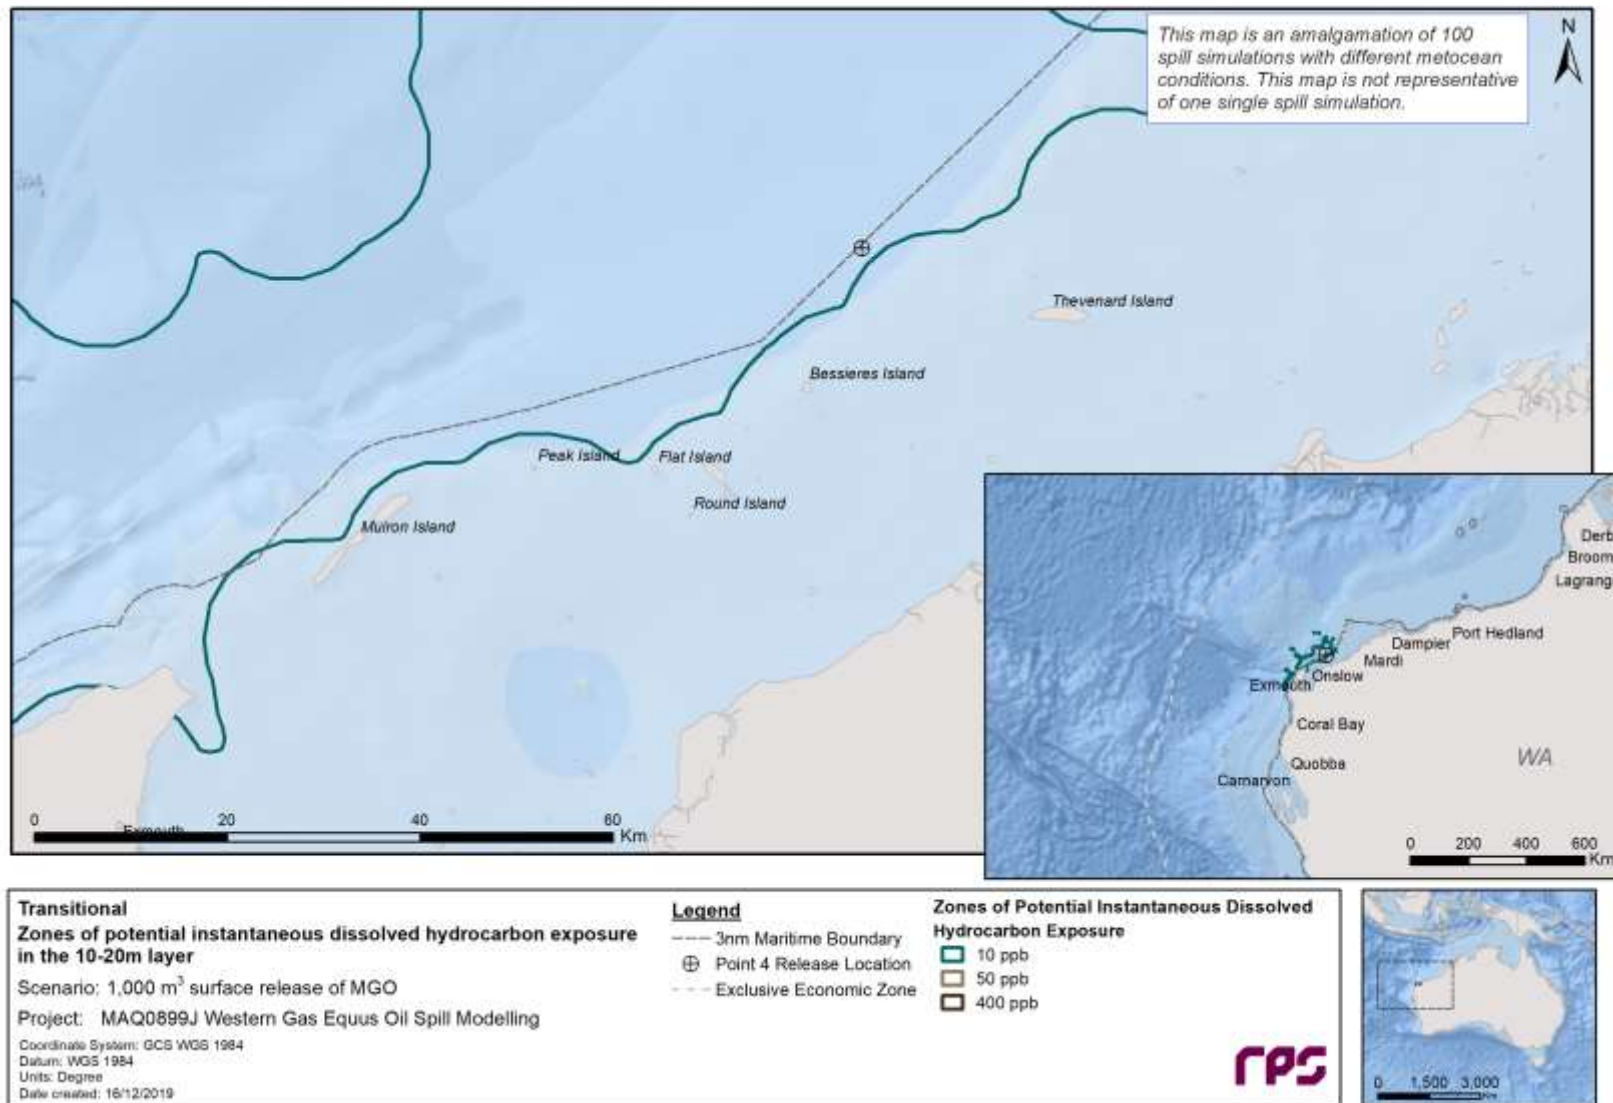 This map is an amalgamation of 100
spill simulations with different metocean
conditions. This map is not representative
of one single spill simulation.
N
Thevenard Island
Bessieres Island
Peak Island
Flat Island
Round Island
Muiron Island
Exmouth
0 20 40 60 Km
Derb
Broom
Lagrang
Port Hedland
Dampier
Mardi
Onslow
Exmouth
Coral Bay
Quobba
Carnarvon
WA
0 200 400 600
Km
Transitional
Zones of potential instantaneous dissolved hydrocarbon exposure
in the 10-20m layer
Scenario: 1,000 m³ surface release of MGO
Project: MAQ0899J Western Gas Equus Oil Spill Modelling
Coordinate System: GCS WGS 1984
Datum: WGS 1984
Units: Degree
Date created: 16/12/2019
Legend
3nm Maritime Boundary
Point 4 Release Location
Exclusive Economic Zone
Zones of Potential Instantaneous Dissolved
Hydrocarbon Exposure
10 ppb
50 ppb
400 ppb
rps
0 1,500 3,000
Km